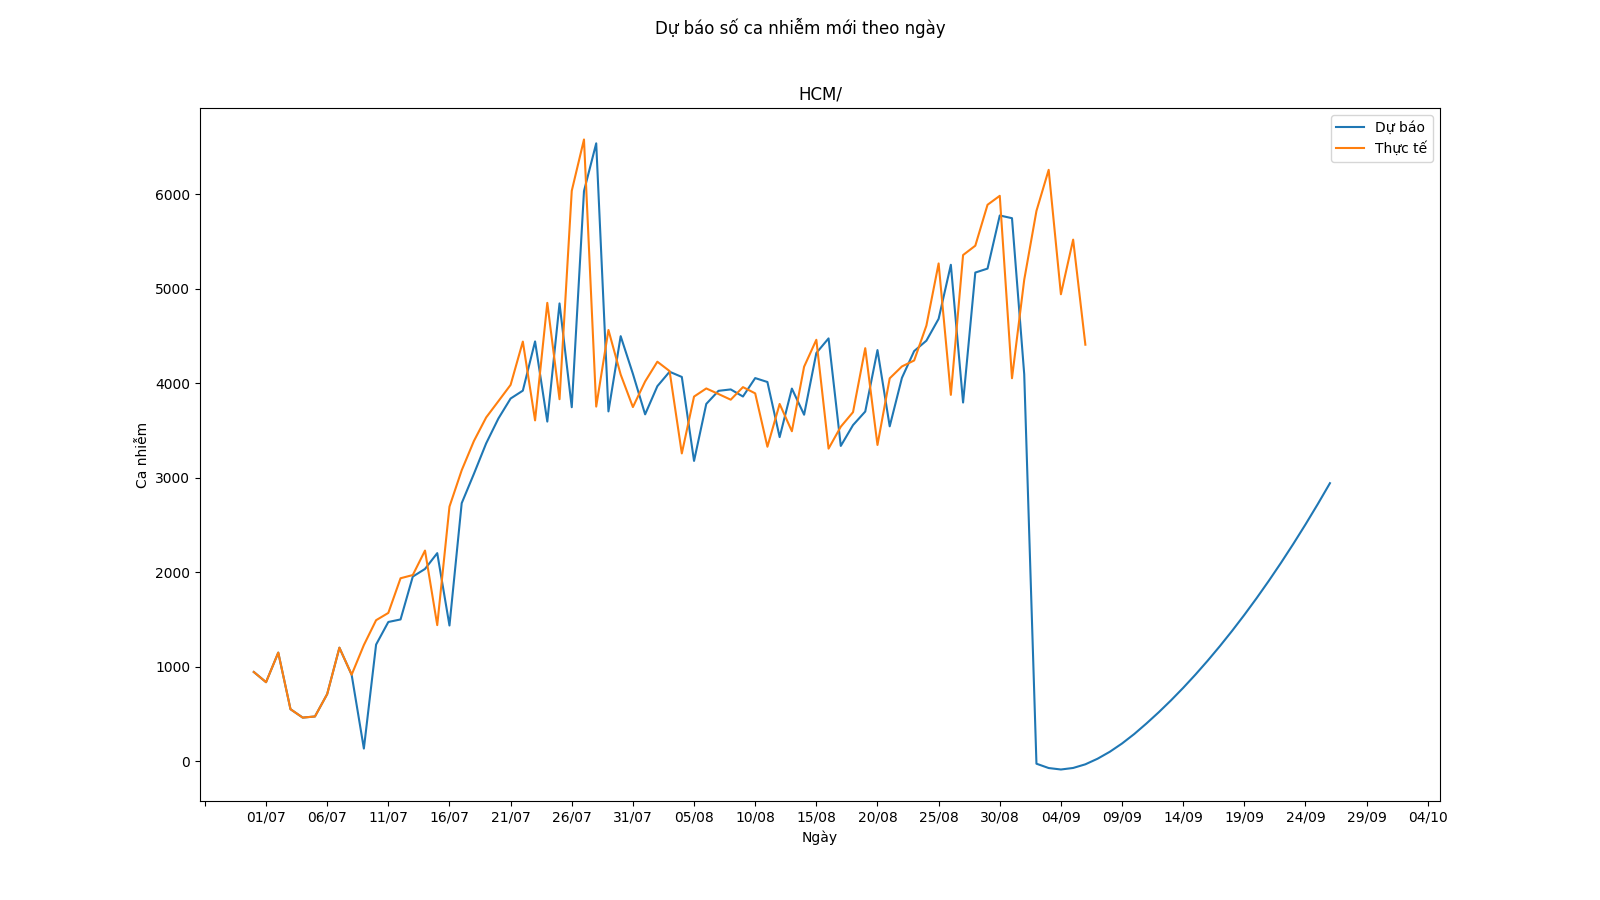 Dự báo số ca nhiễm mới theo ngày
HCM/
Dự báo
Thực tế
6000
5000
4000
3000
2000
1000
0
Ca nhiễm
01/07 06/07 11/07 16/07 21/07 26/07 31/07 05/08 10/08 15/08 20/08 25/08 30/08 04/09 09/09 14/09 19/09 24/09 29/09 04/10
Ngày